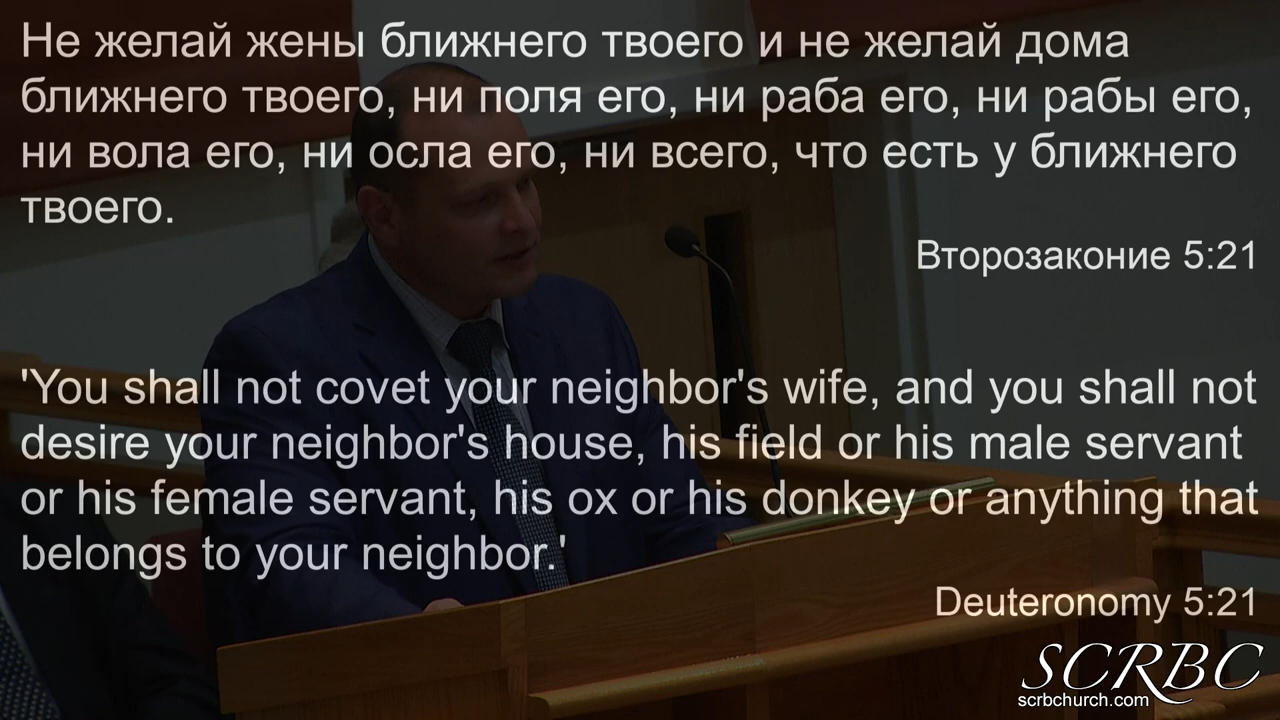 Не желай жены ближнего твоего и не желай дома
ближнего твоего, ни поля его, ни раба его, ни рабы его,
ни вола его, ни осла его, ни всего, что есть у ближнего
твоего.
Второзаконие 5:21
'You shall not covet your neighbor's wife, and you shall not
desire your neighbor's house, his field or his male servant
or his female servant, his ox or his donkey or anything that
belongs to your neighbor.'
Deuteronomy 5:21
SCRBC
scrbchurch.com